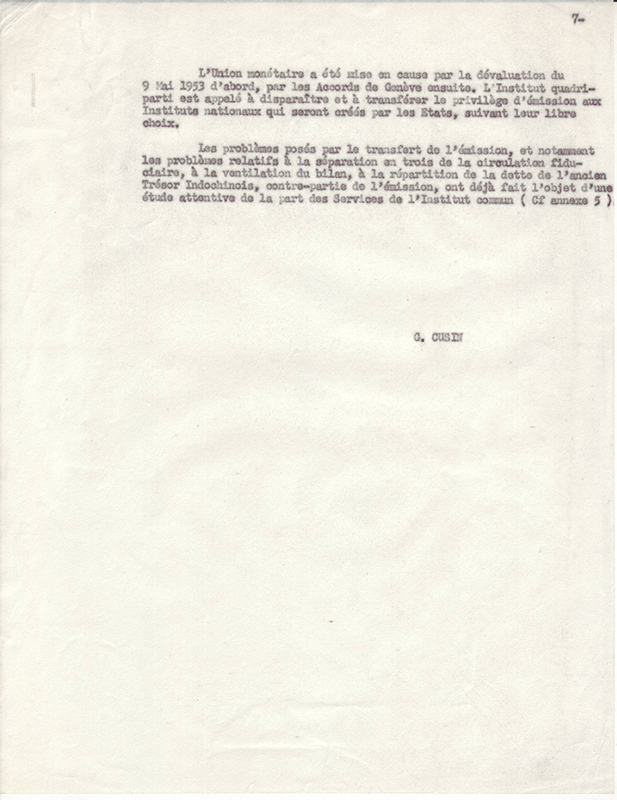 7-
L'Union monétaire a été mise en cause par la dévaluation du
9 Mai 1953 d'abord, par les Accords de Genève ensuite. L'Institut quadri-
parti est appelé à disparaître et à transférer le privilège d'émission aux
Instituts nationaux qui seront créés par les Etats, suivant leur libre
choix.
Les problèmes posés par le transfert de l'émission, et notamment
les problèmes relatifs à la séparation en trois de la circulation fidu-
ciaire, à la ventilation du bilan, à la répartition de la dette de l'ancien
Trésor Indochinois, contre-partie de l'émission, ont déjà fait l'objet d'une
étude attentive de la part des Services de l'Institut commun ( Cf annexe 5 )
G. CUSIN